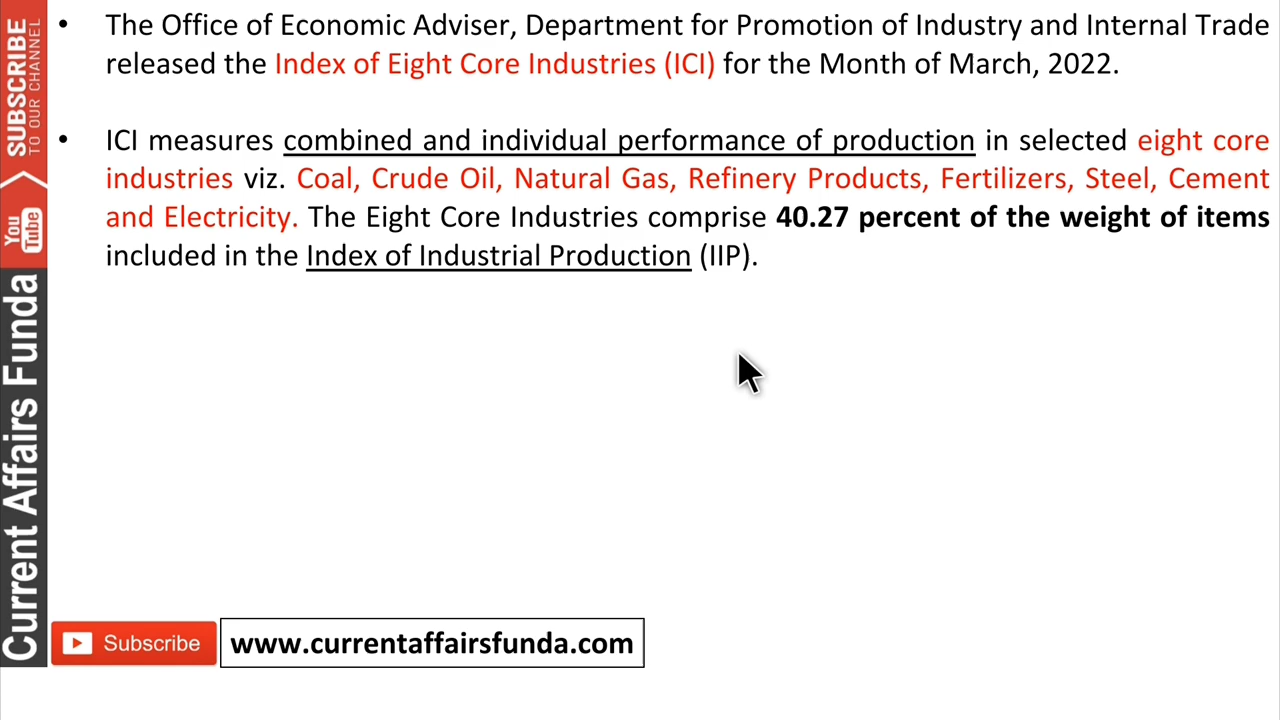 • The Office of Economic Adviser, Department for Promotion of Industry and Internal Trade
released the Index of Eight Core Industries (ICI) for the Month of March, 2022.
• ICI measures combined and individual performance of production in selected eight core
industries viz. Coal, Crude Oil, Natural Gas, Refinery Products, Fertilizers, Steel, Cement
and Electricity. The Eight Core Industries comprise 40.27 percent of the weight of items
included in the Index of Industrial Production (IIP).
SUBSCRIBE
TO OUR CHANNEL
You
Tube
Current Affairs Funda
Subscribe
www.currentaffairsfunda.com